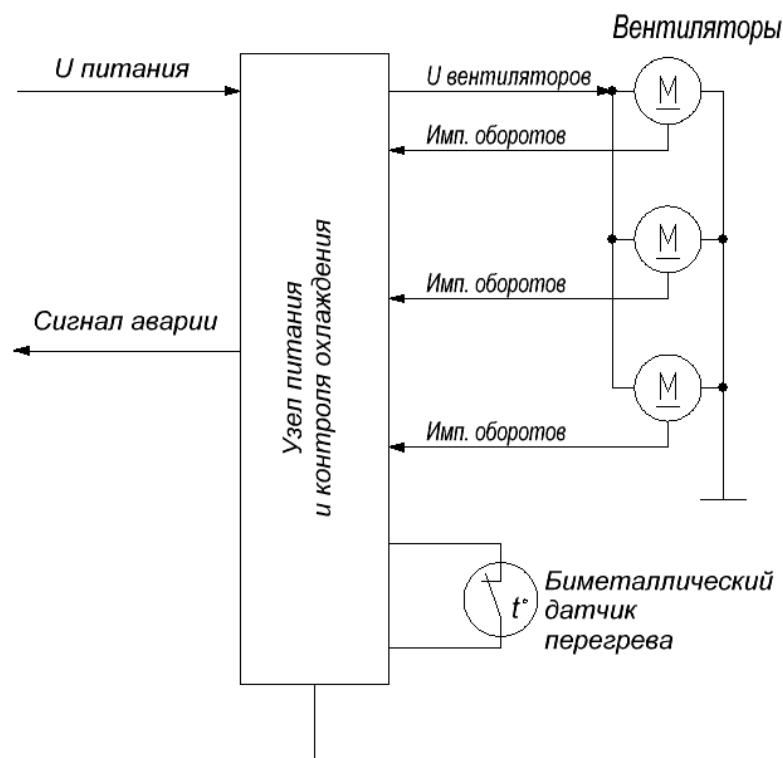 Вентиляторы
U питания
U вентиляторов
M
Имп. оборотов
M
Имп. оборотов
Сигнал аварии
Узел питания
и контроля охлаждения
M
Имп. оборотов
Биметаллический
датчик
перегрева
t°